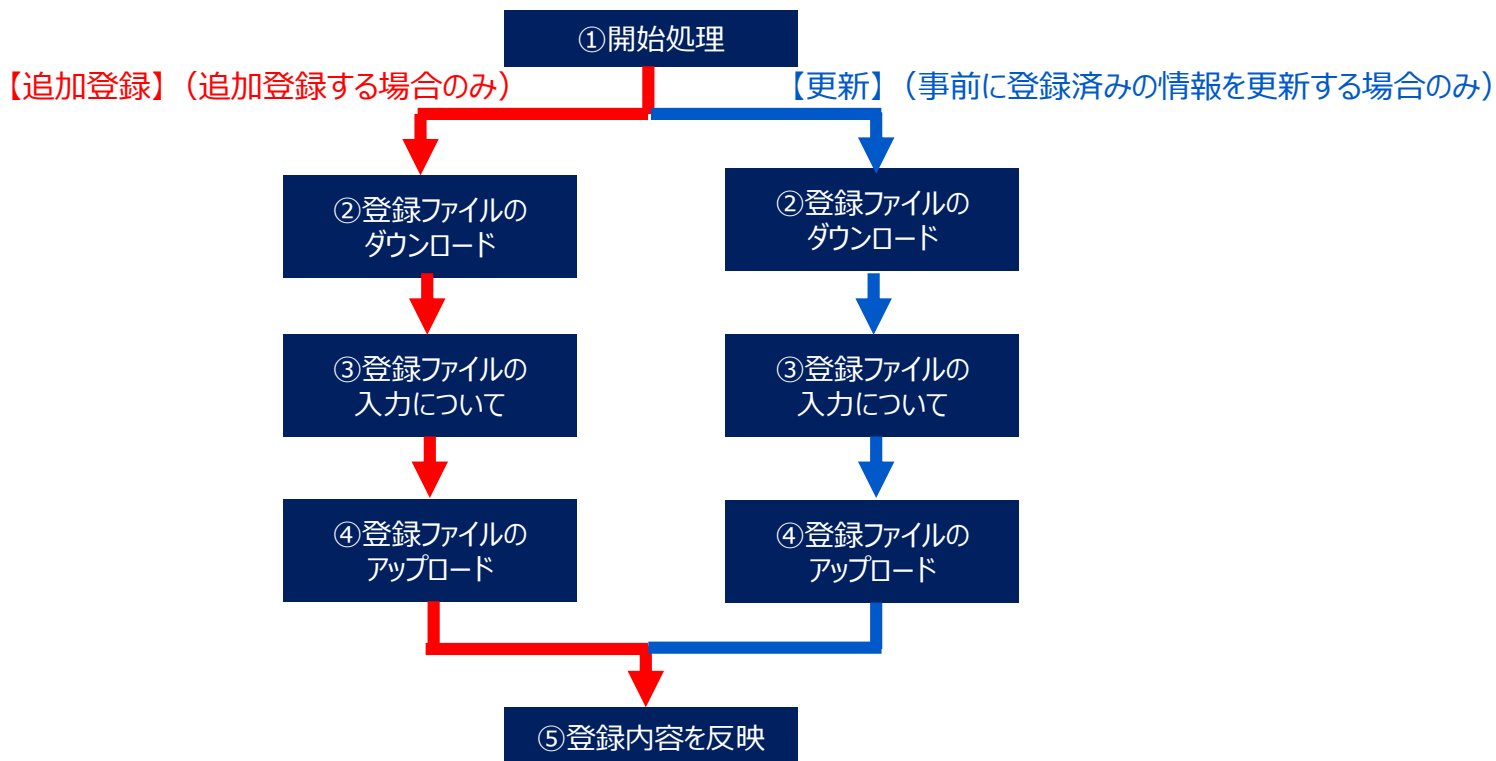 ①開始処理
【追加登録】（追加登録する場合のみ）
【更新】（事前に登録済みの情報を更新する場合のみ）
②登録ファイルの
ダウンロード
②登録ファイルの
ダウンロード
③登録ファイルの
入力について
③登録ファイルの
入力について
④登録ファイルの
アップロード
④登録ファイルの
アップロード
⑤登録内容を反映